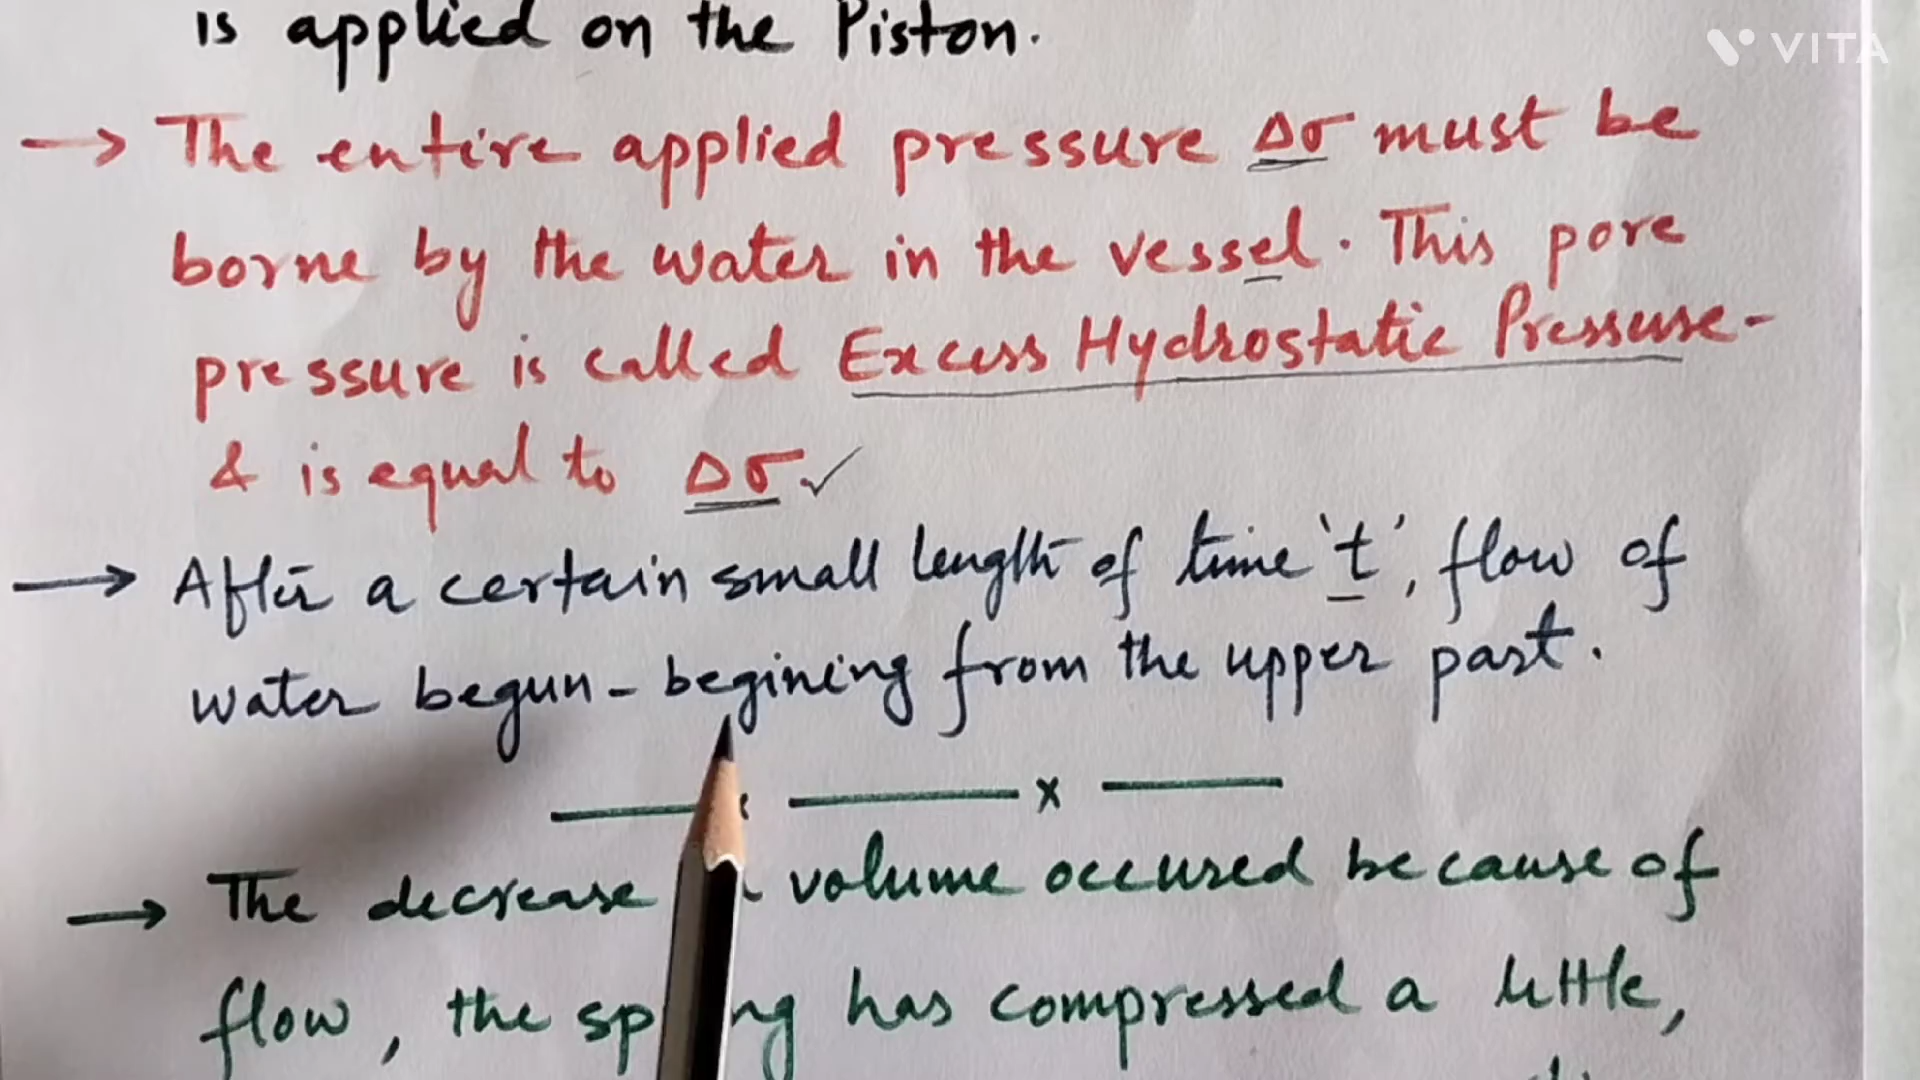 is applied on the Piston.
VITA
→ The entire applied pressure Δσ must be
borne by the water in the vessel. This pore
pressure is called Excess Hydrostatic Pressure-
& is equal to Δσ.
→ After a certain small length of time 't', flow of
water begun - begining from the upper part.
x
→ The decrease volume occured because of
flow, the has compressed a little,